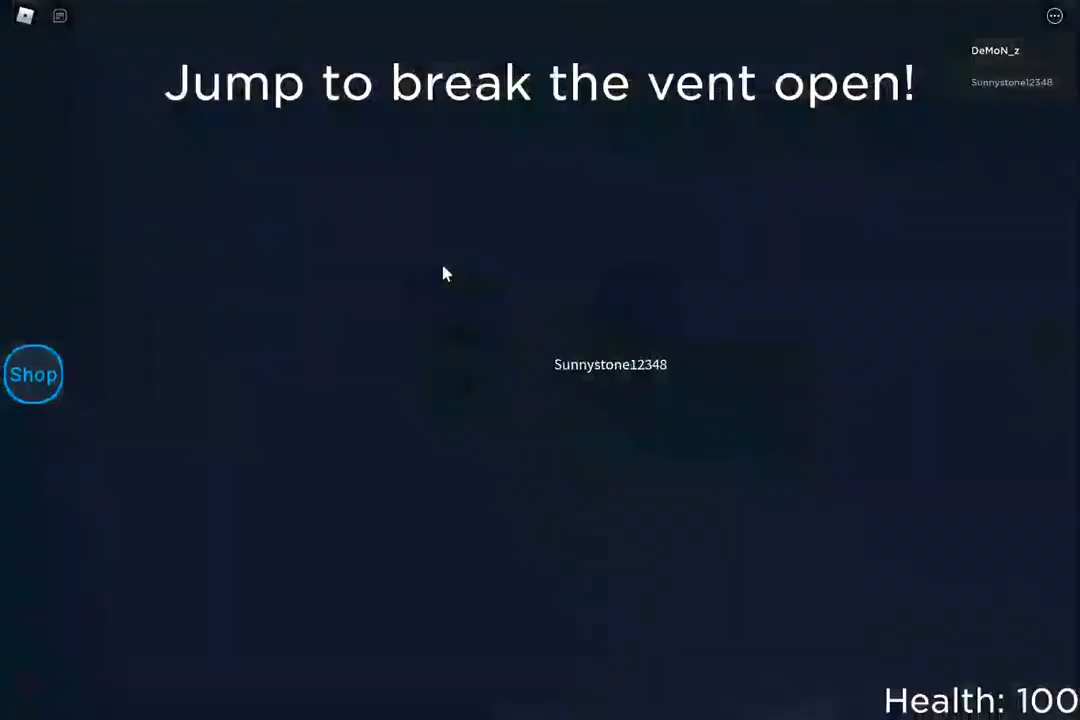 DeMoN_z
Jump to break the vent open!
Sunnystone12348
Sunnystone12348
Shop
Health: 100